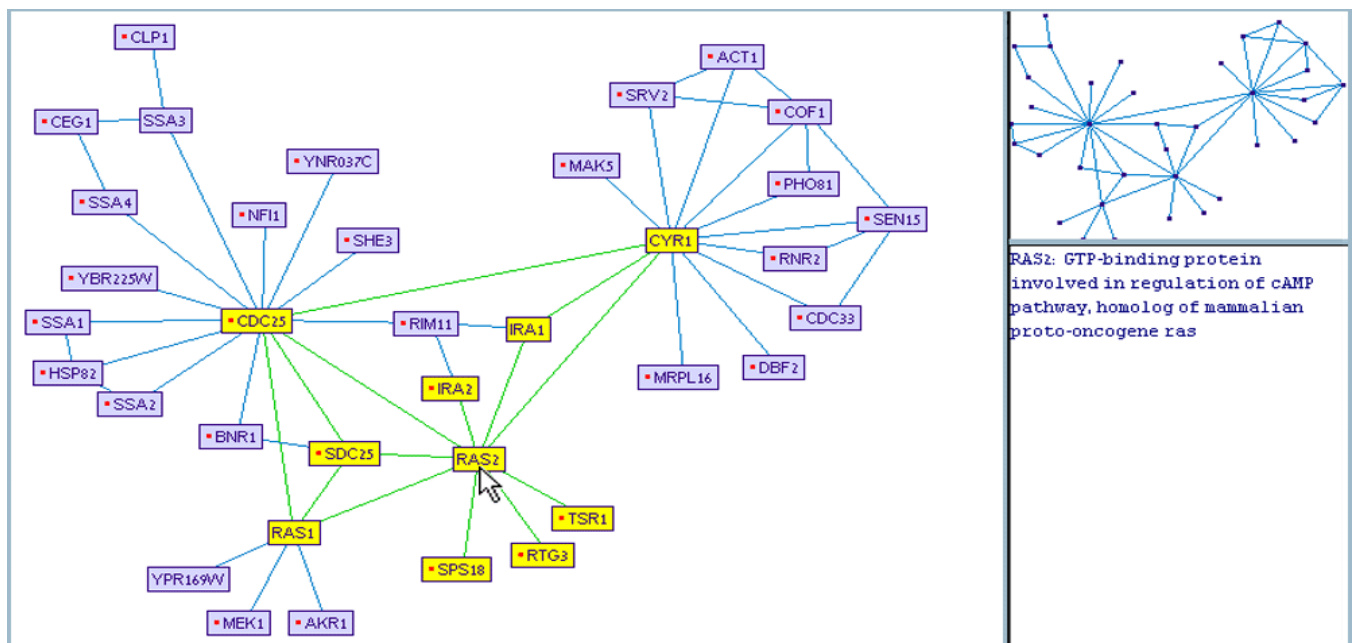 CLP1
ACT1
SRV2
COF1
CEG1
SSA3
YNR037C
MAK5
PHO81
SSA4
NFI1
SEN15
SHE3
CYR1
RNR2
YBR225W
SSA1
CDC25
RIM11
IRA1
CDC33
HSP82
DBF2
MRPL16
IRA2
SSA2
BNR1
SDC25
RAS2
TSR1
RAS1
RTG3
SPS18
YPR169W
MEK1
AKR1
RAS2: GTP-binding protein
involved in regulation of cAMP
pathway, homolog of mammalian
proto-oncogene ras